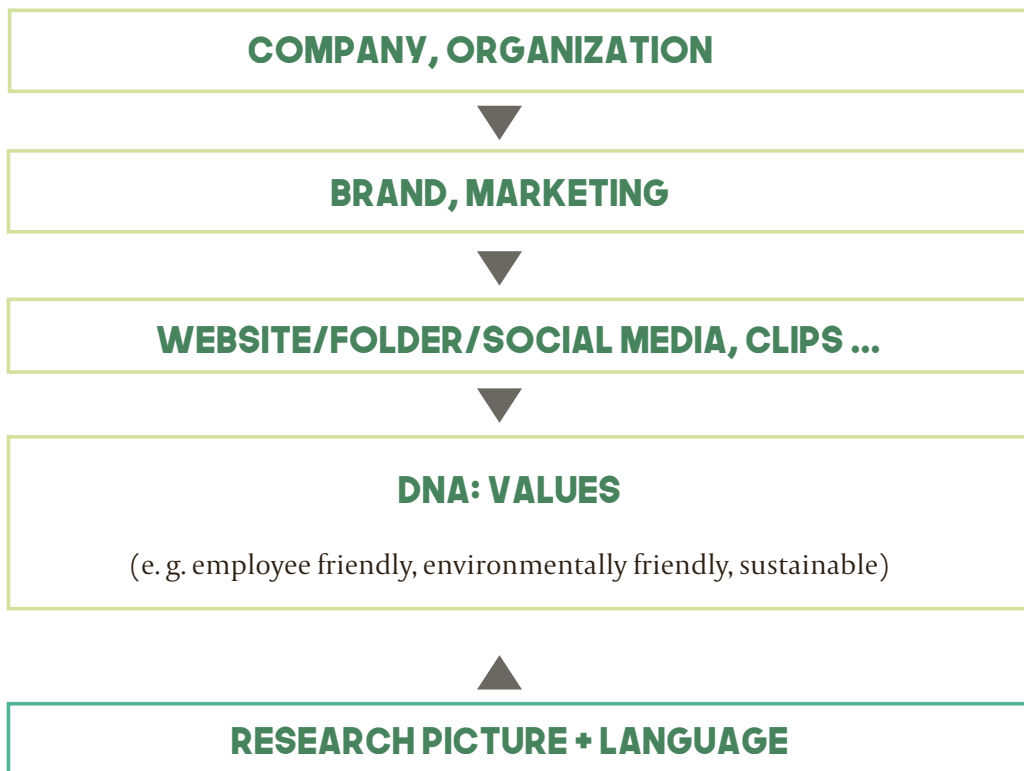 COMPANY, ORGANIZATION
BRAND, MARKETING
WEBSITE/FOLDER/SOCIAL MEDIA, CLIPS ...
DNA: VALUES
(e. g. employee friendly, environmentally friendly, sustainable)
RESEARCH PICTURE + LANGUAGE